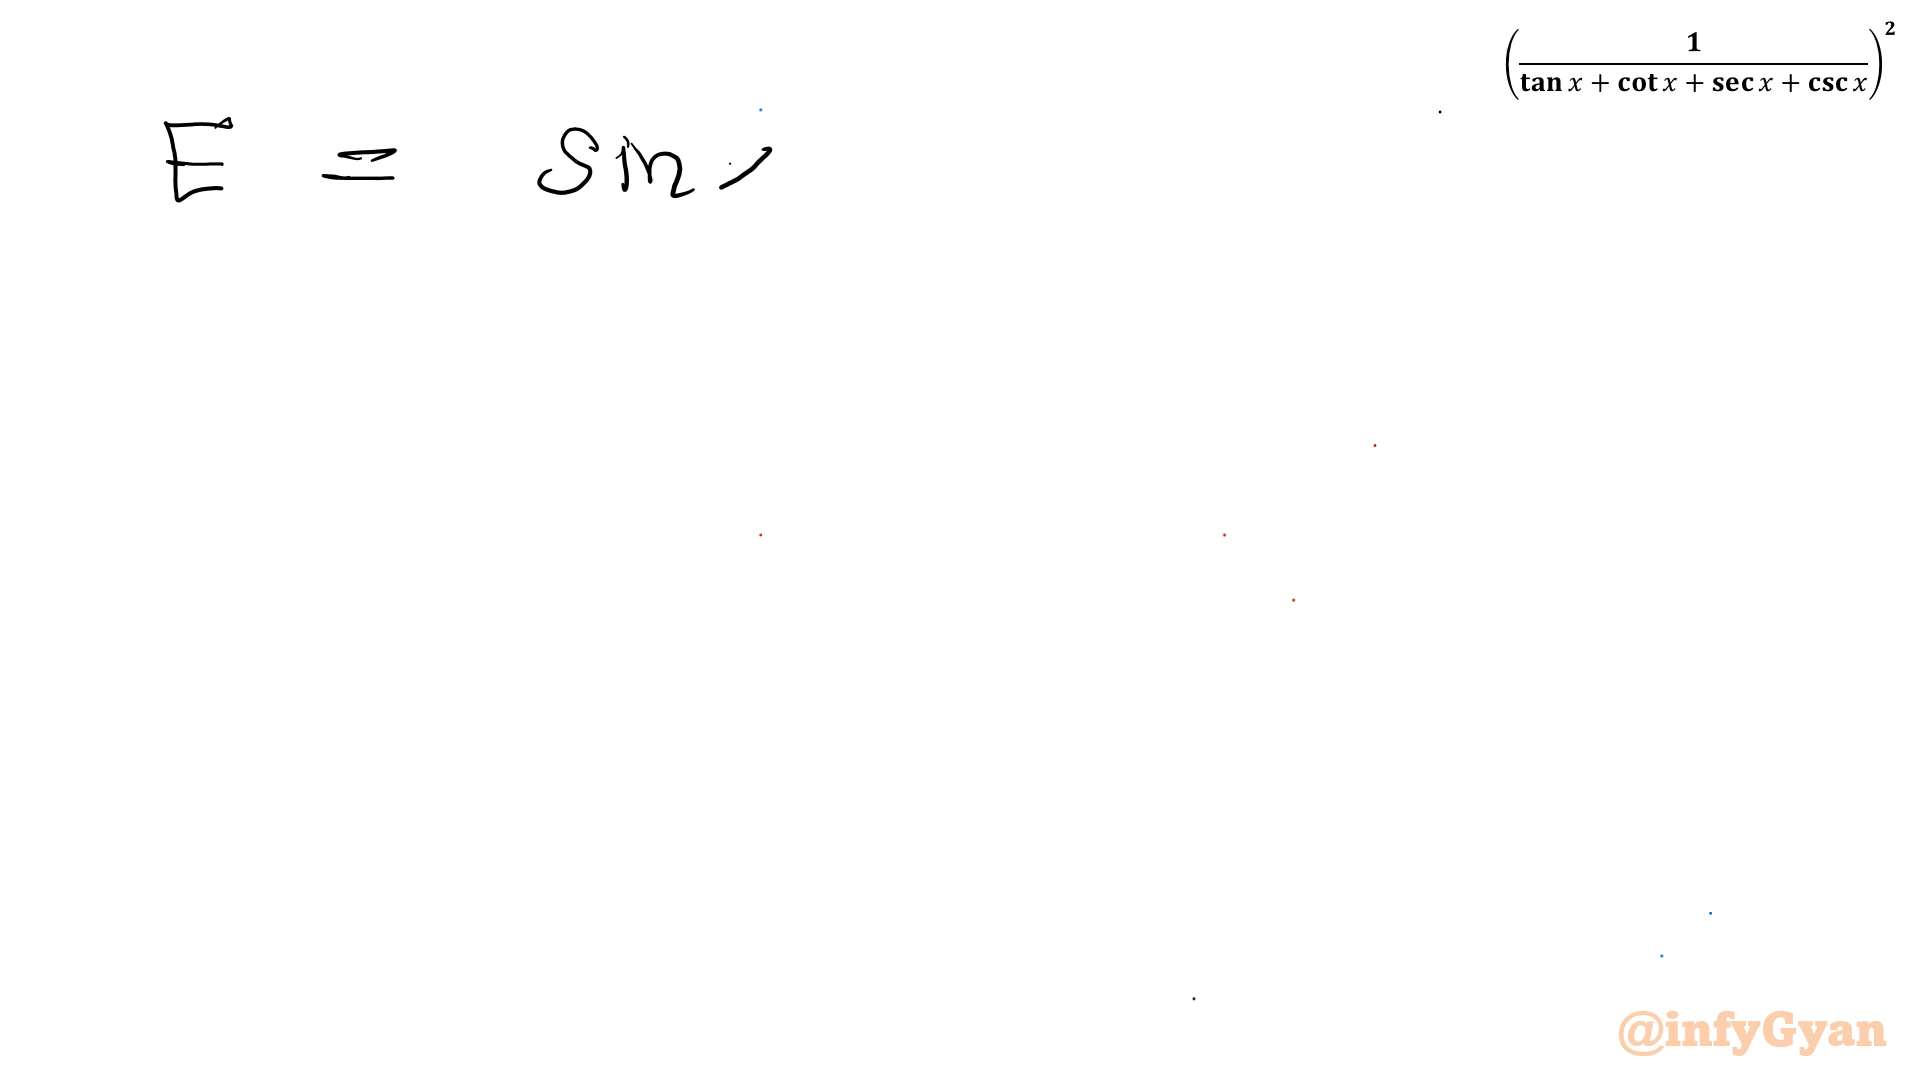 (1 / (tan x + cot x + sec x + csc x))²
E = Sin
@infyGyan